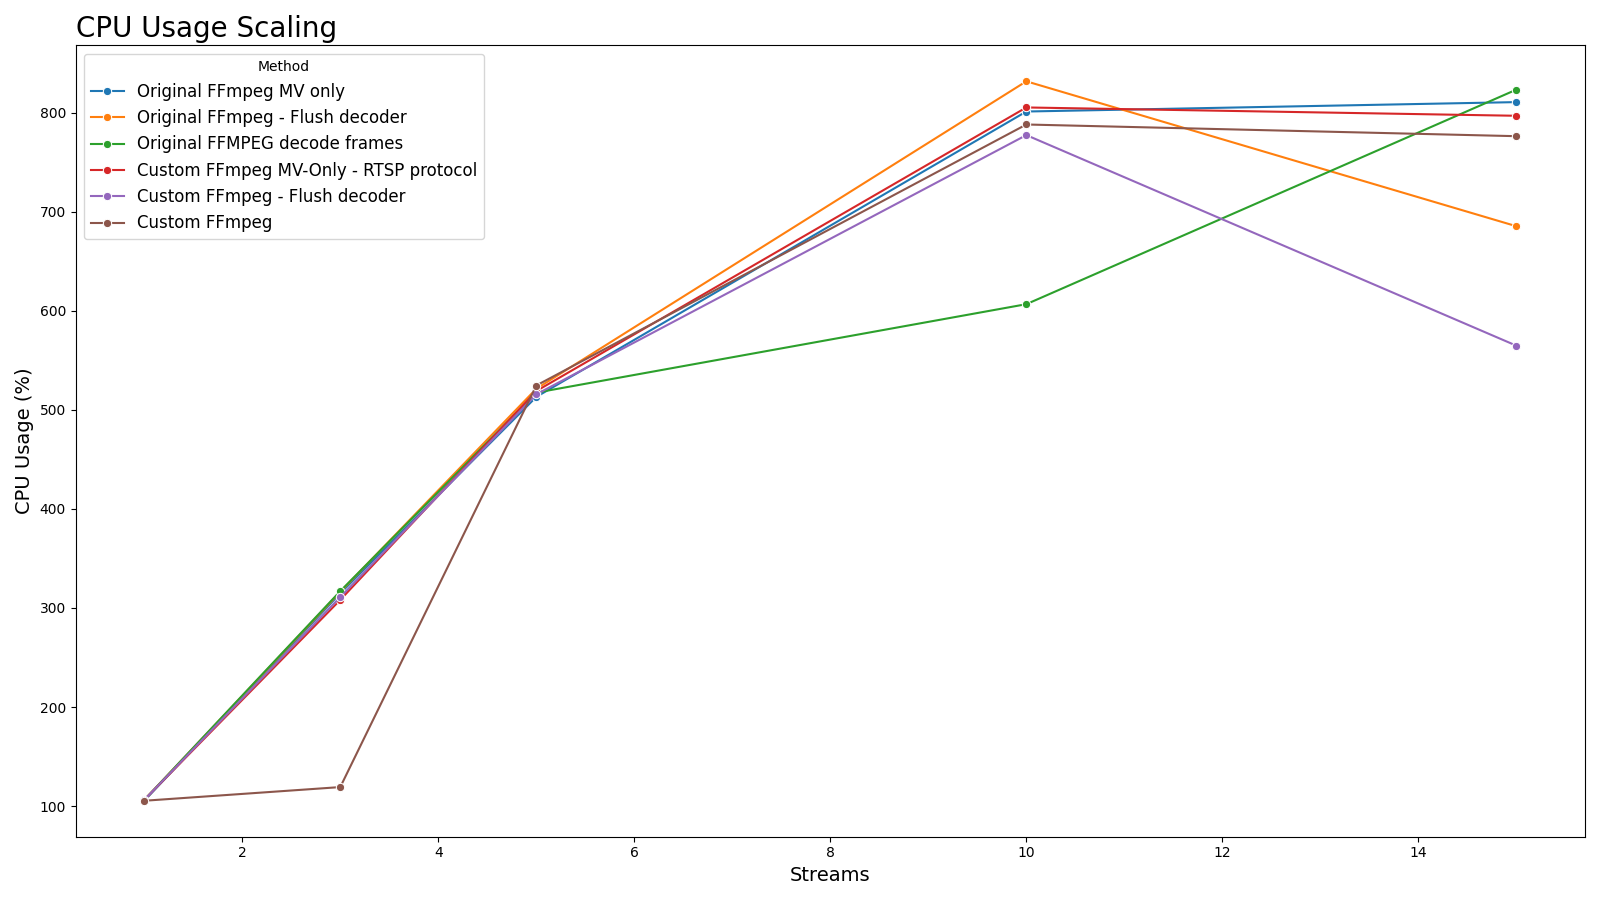 CPU Usage Scaling
Method
Original FFmpeg MV only
Original FFmpeg - Flush decoder
Original FFMPEG decode frames
Custom FFmpeg MV-Only - RTSP protocol
Custom FFmpeg - Flush decoder
Custom FFmpeg
CPU Usage (%)
800
700
600
500
400
300
200
100
2 4 6 8 10 12 14
Streams